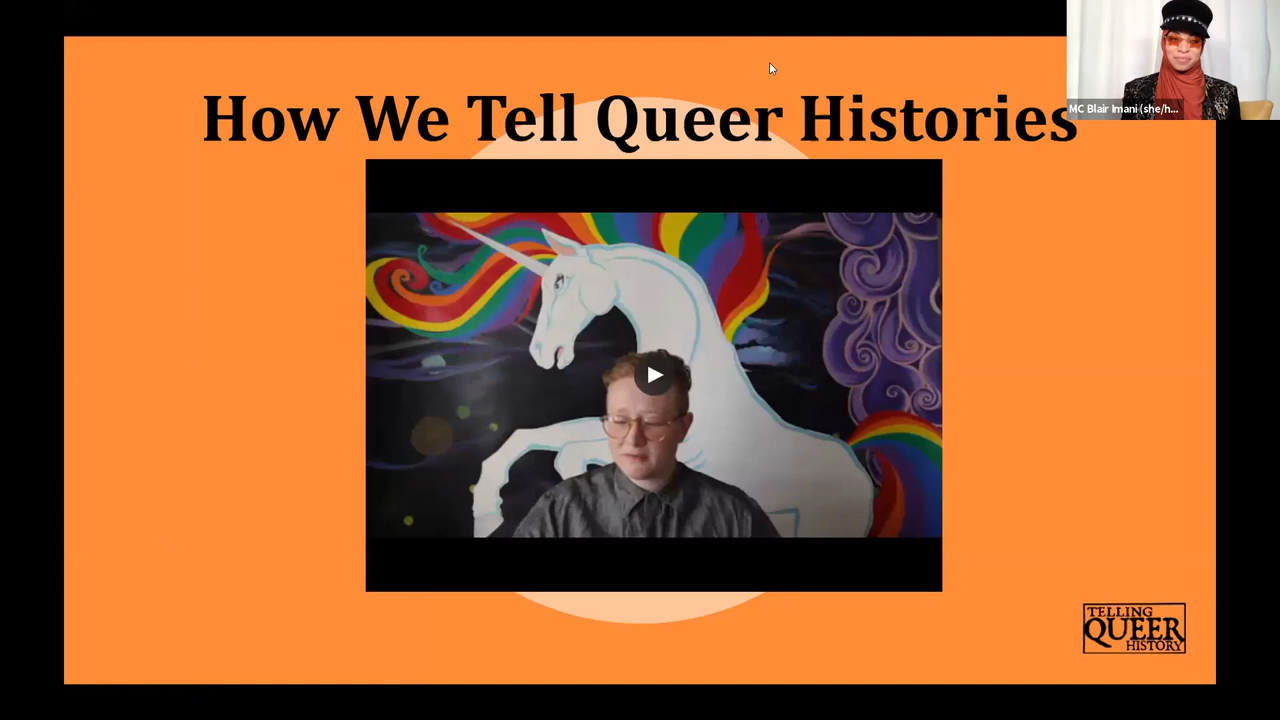 How We Tell Queer Histories
MC Blair Imani (she/h...
TELLING
QUEER
HISTORY